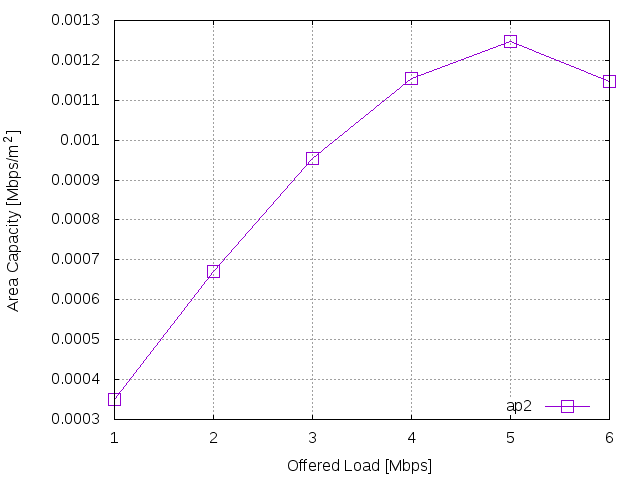 0.0013
0.0012
0.0011
0.001
0.0009
0.0008
0.0007
0.0006
0.0005
0.0004
0.0003
Area Capacity [Mbps/m²]
ap2
1 2 3 4 5 6
Offered Load [Mbps]